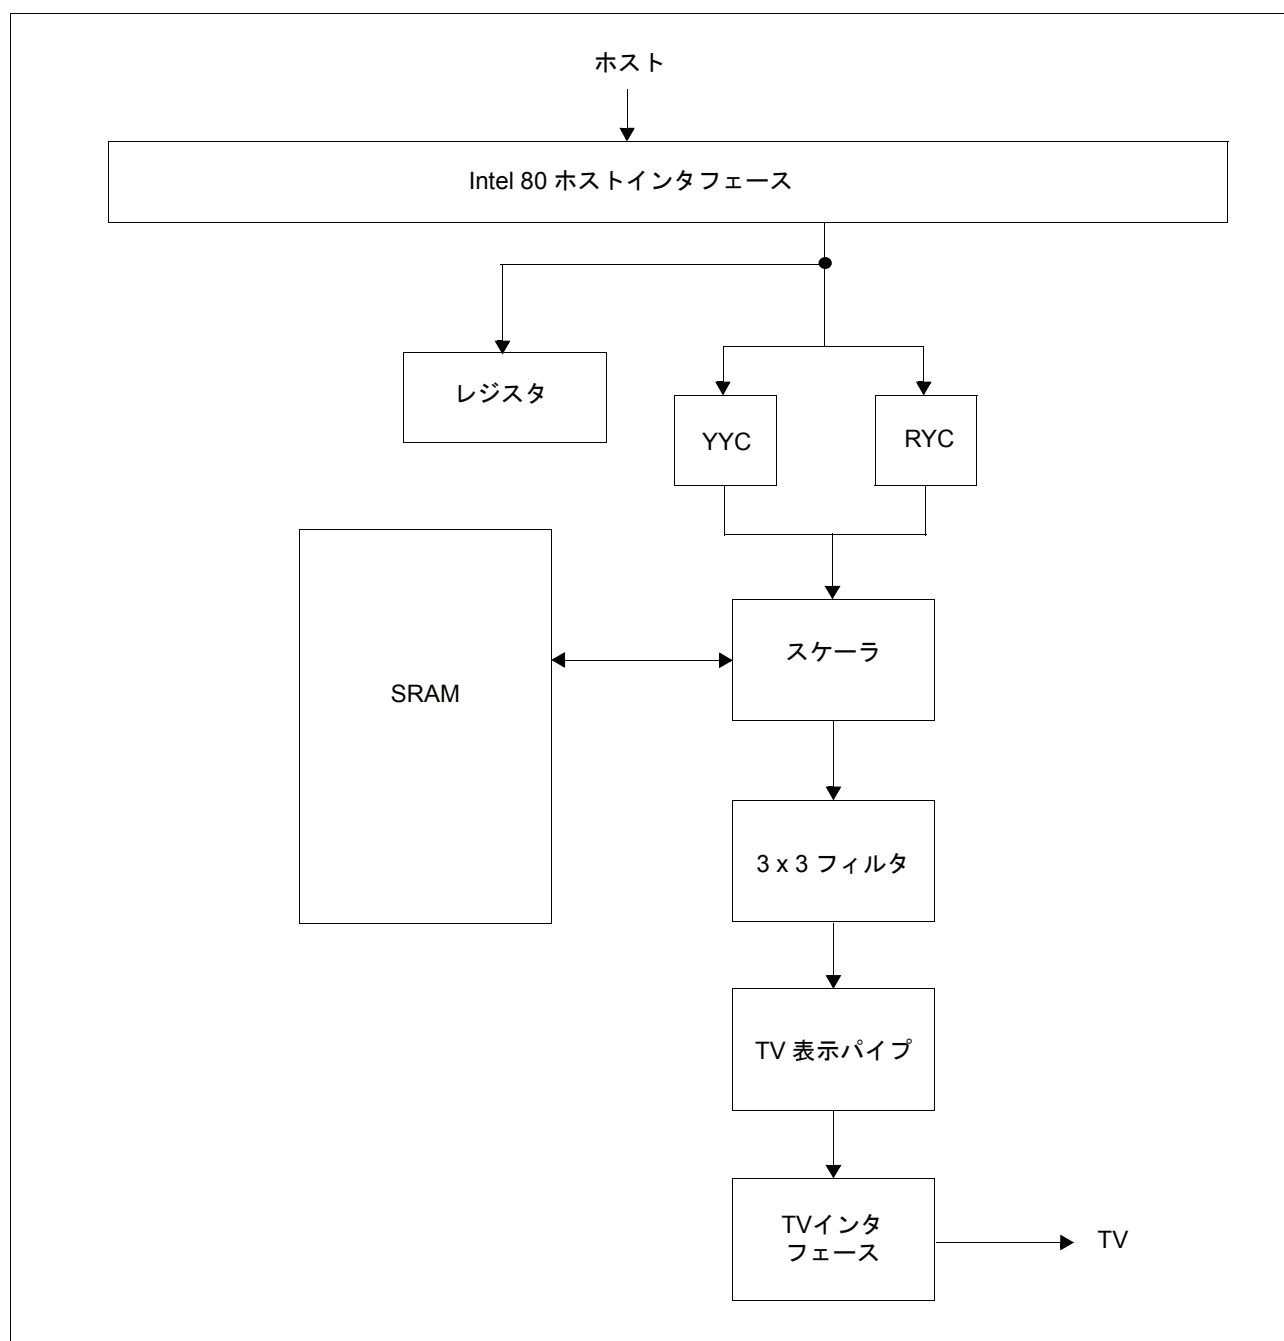 ホスト
Intel 80 ホストインタフェース
レジスタ
YYC
RYC
スケーラ
SRAM
3 x 3 フィルタ
TV 表示パイプ
TVインタ
フェース
TV